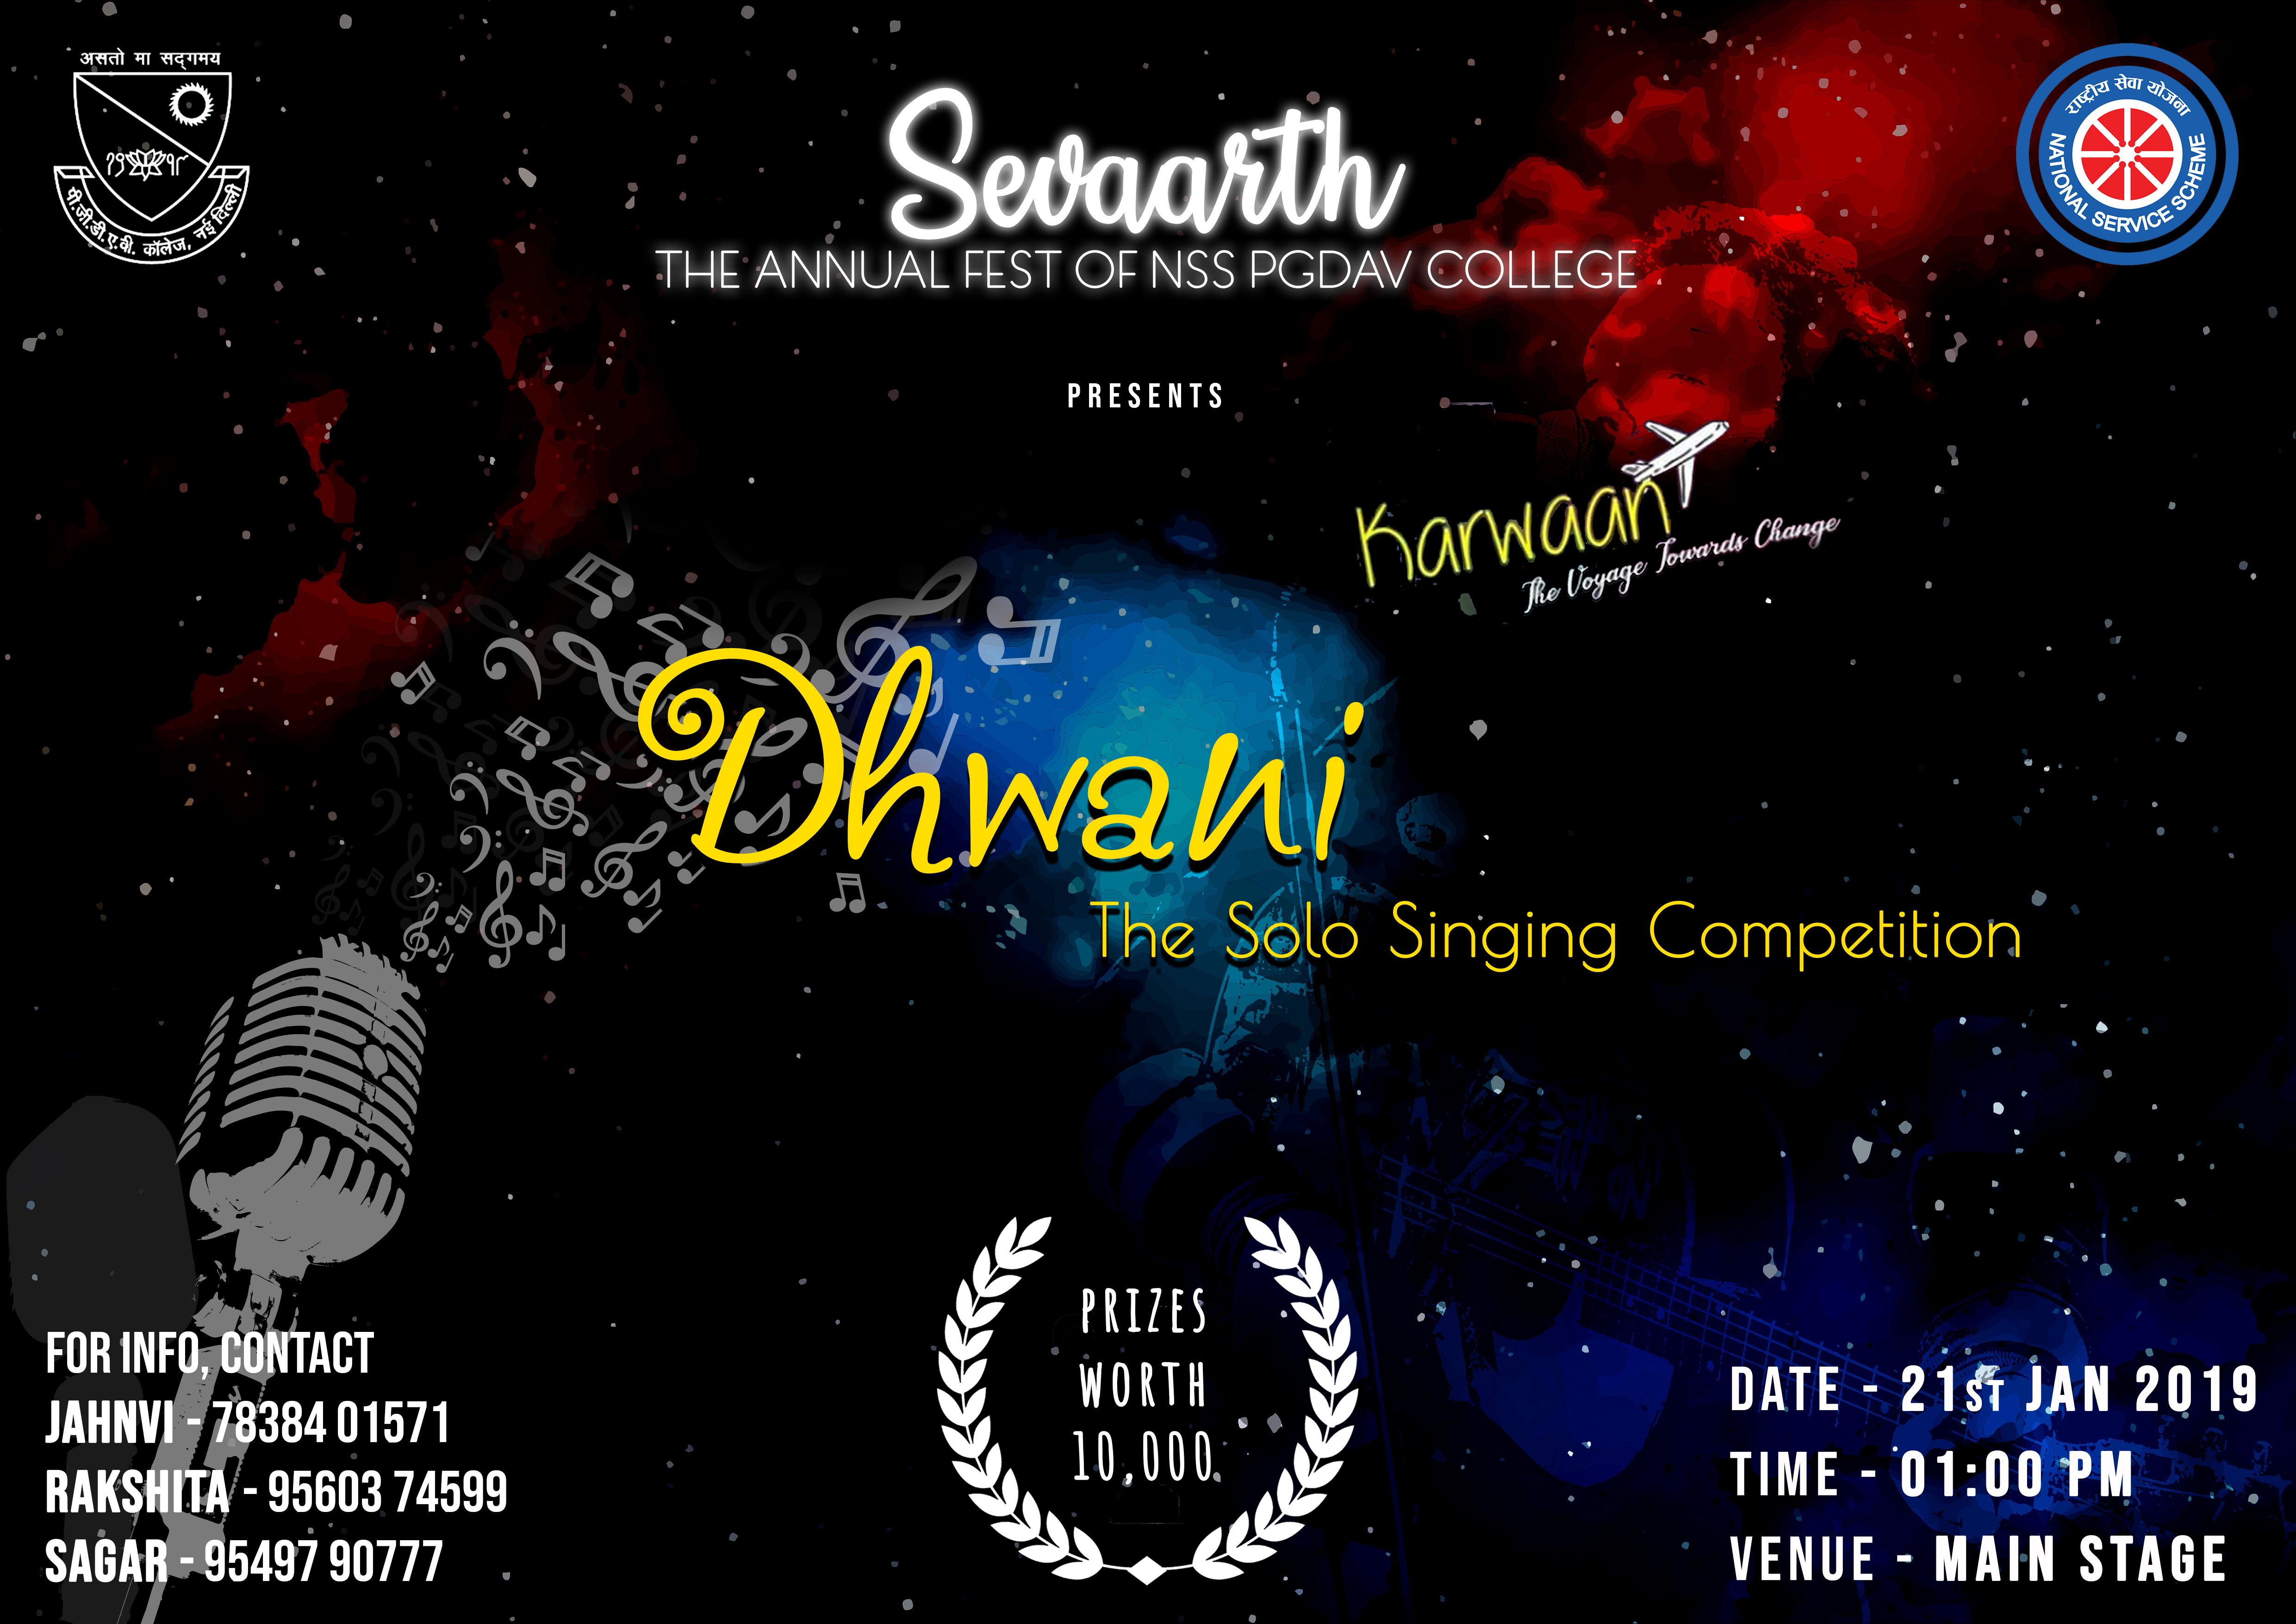 असतो मा सद्गमय
१९५८
पी.जी.डी.ए.वी. कॉलेज, नई दिल्ली
राष्ट्रीय सेवा योजना
NATIONAL SERVICE SCHEME
Sevaarth
THE ANNUAL FEST OF NSS PGDAV COLLEGE
PRESENTS
Karwaan
The Voyage Towards Change
Dhwani
The Solo Singing Competition
PRIZES
WORTH
10,000
FOR INFO, CONTACT
JAHNVI - 78384 01571
RAKSHITA - 95603 74599
SAGAR - 95497 90777
DATE - 21ST JAN 2019
TIME - 01:00 PM
VENUE - MAIN STAGE